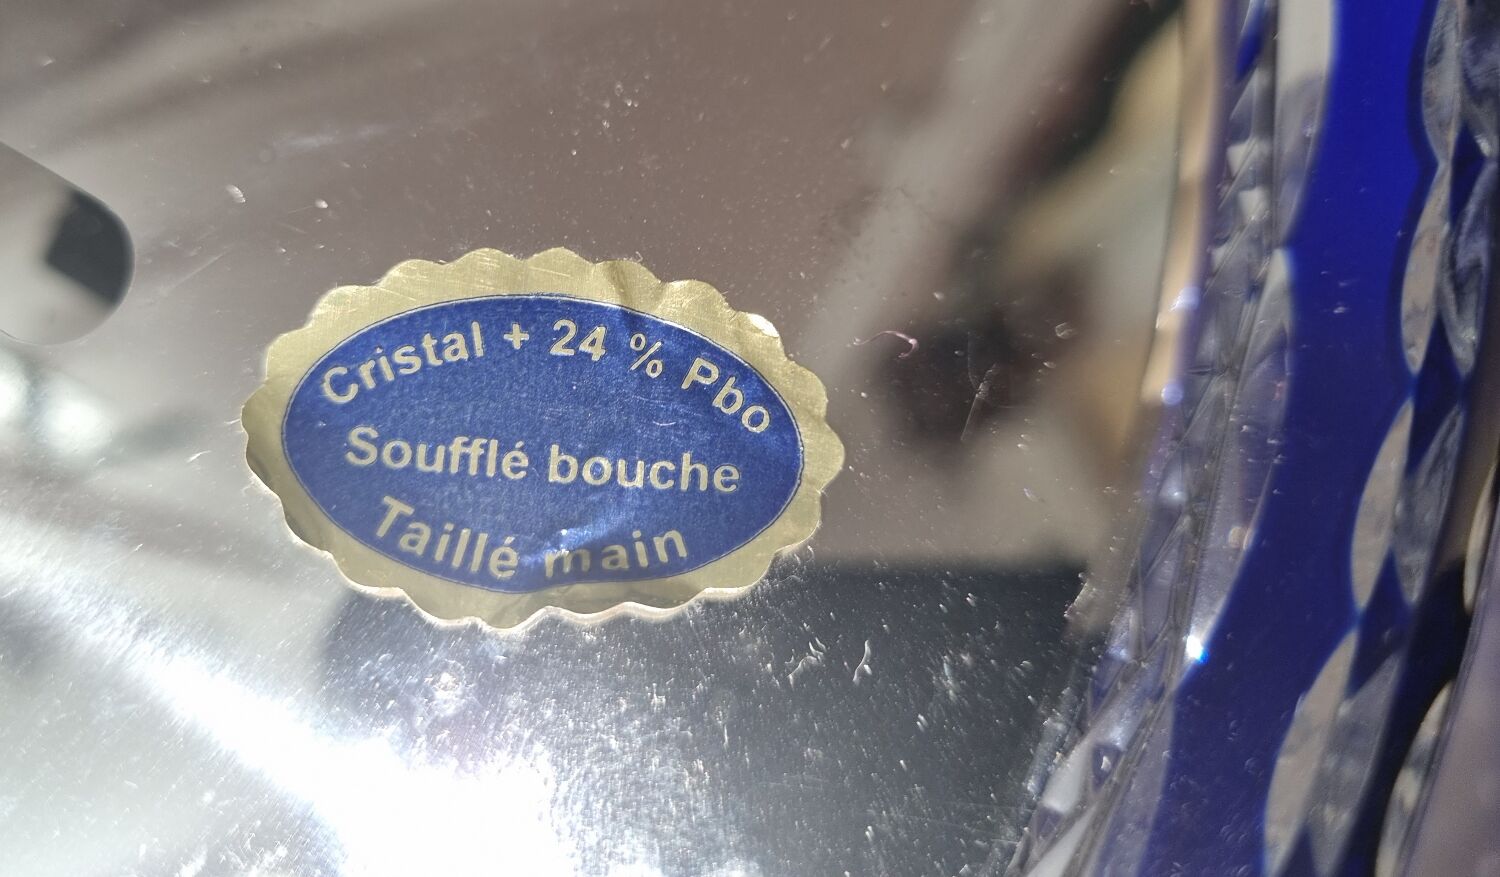 Cristal + 24 % Pbo
Soufflé bouche
Taillé main